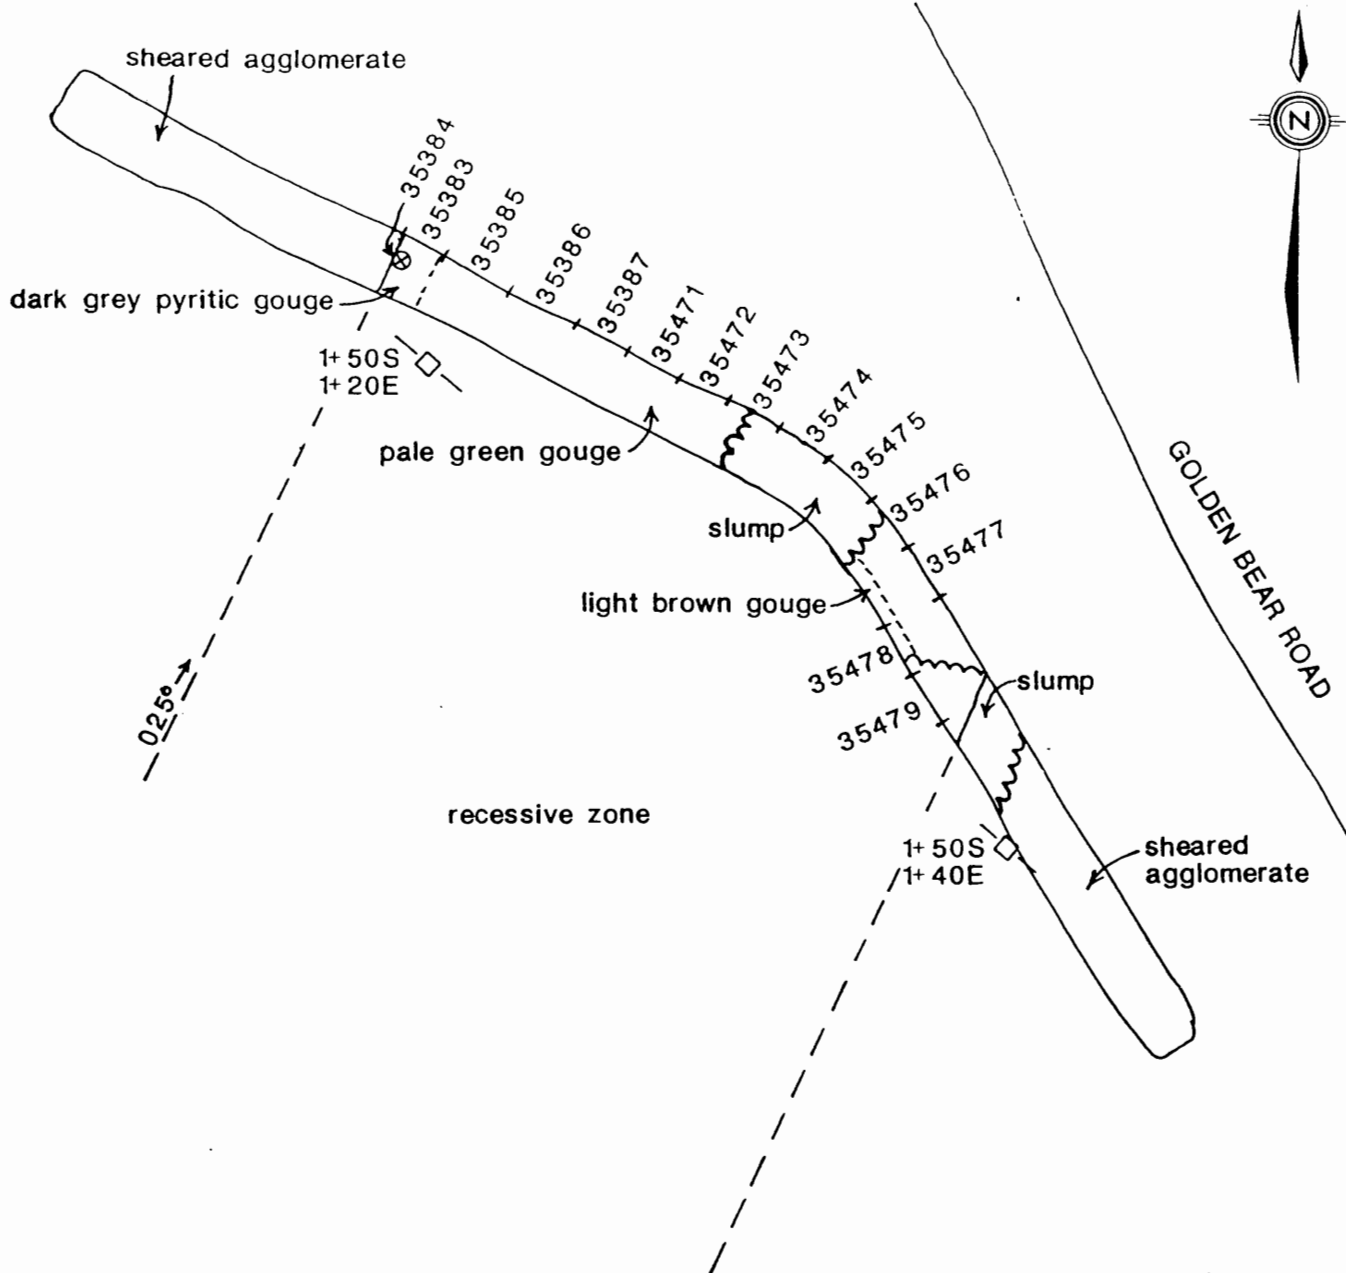 sheared agglomerate
35384
35383
35385
35386
35387
35471
35472
35473
35474
35475
35476
35477
N
dark grey pyritic gouge
1+50S
1+20E
pale green gouge
slump
light brown gouge
35478
35479
slump
GOLDEN BEAR ROAD
025°
recessive zone
1+50S
1+40E
sheared
agglomerate